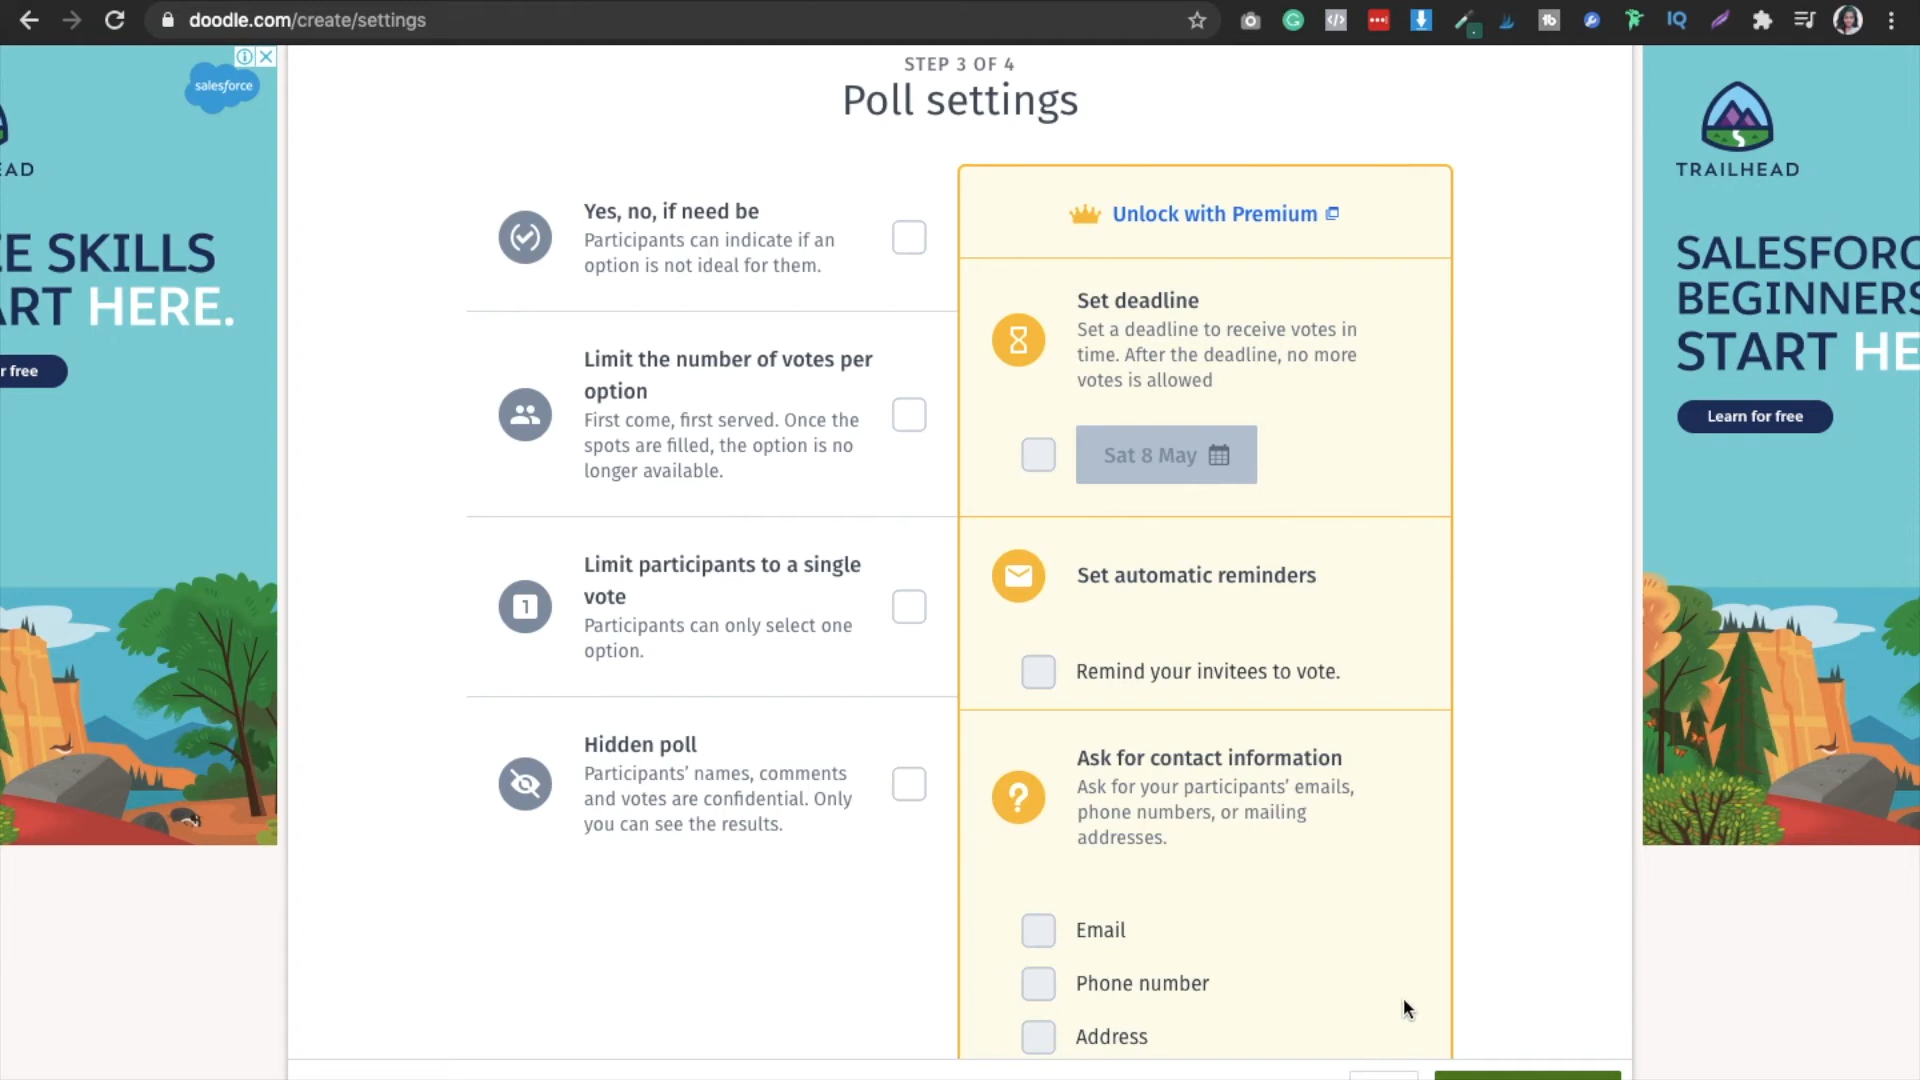 doodle.com/create/settings
salesforce
EAD
E SKILLS
ART HERE.
r free
STEP 3 OF 4
Poll settings
Yes, no, if need be
Participants can indicate if an
option is not ideal for them.
Limit the number of votes per
option
First come, first served. Once the
spots are filled, the option is no
longer available.
Limit participants to a single
vote
Participants can only select one
option.
1
Hidden poll
Participants’ names, comments
and votes are confidential. Only
you can see the results.
Unlock with Premium
Set deadline
Set a deadline to receive votes in
time. After the deadline, no more
votes is allowed
Sat 8 May
Set automatic reminders
Remind your invitees to vote.
Ask for contact information
Ask for your participants’ emails,
phone numbers, or mailing
addresses.
?
Email
Phone number
Address
TRAILHEAD
SALESFORC
BEGINNERS
START HE
Learn for free
IQ